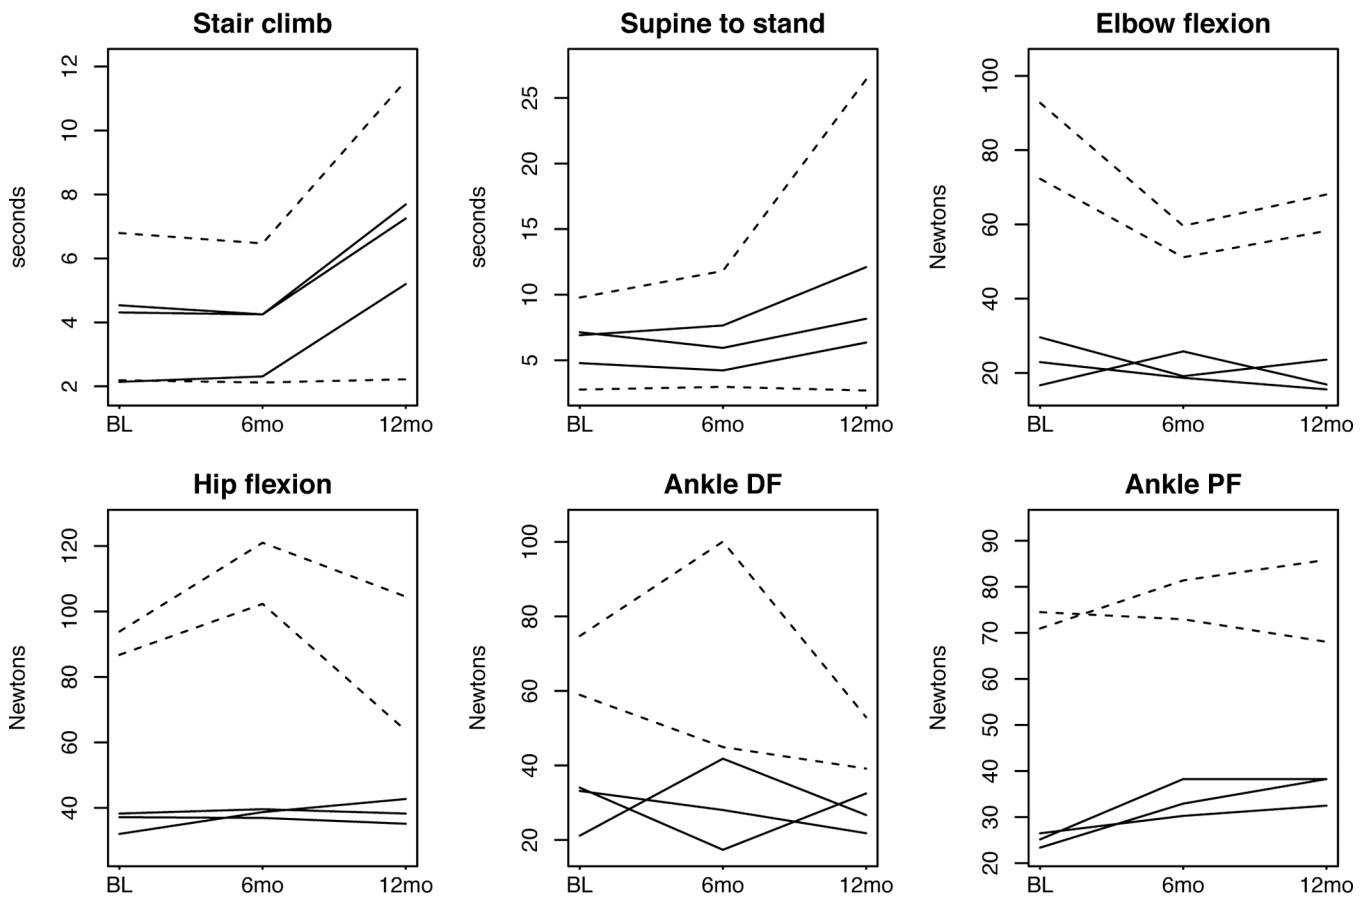 Stair climb
seconds
12
10
8
6
4
2
BL 6mo 12mo
Supine to stand
seconds
25
20
15
10
5
BL 6mo 12mo
Elbow flexion
Newtons
100
80
60
40
20
BL 6mo 12mo
Hip flexion
Newtons
120
100
80
60
40
BL 6mo 12mo
Ankle DF
Newtons
100
80
60
40
20
BL 6mo 12mo
Ankle PF
Newtons
90
80
70
60
50
40
30
20
BL 6mo 12mo